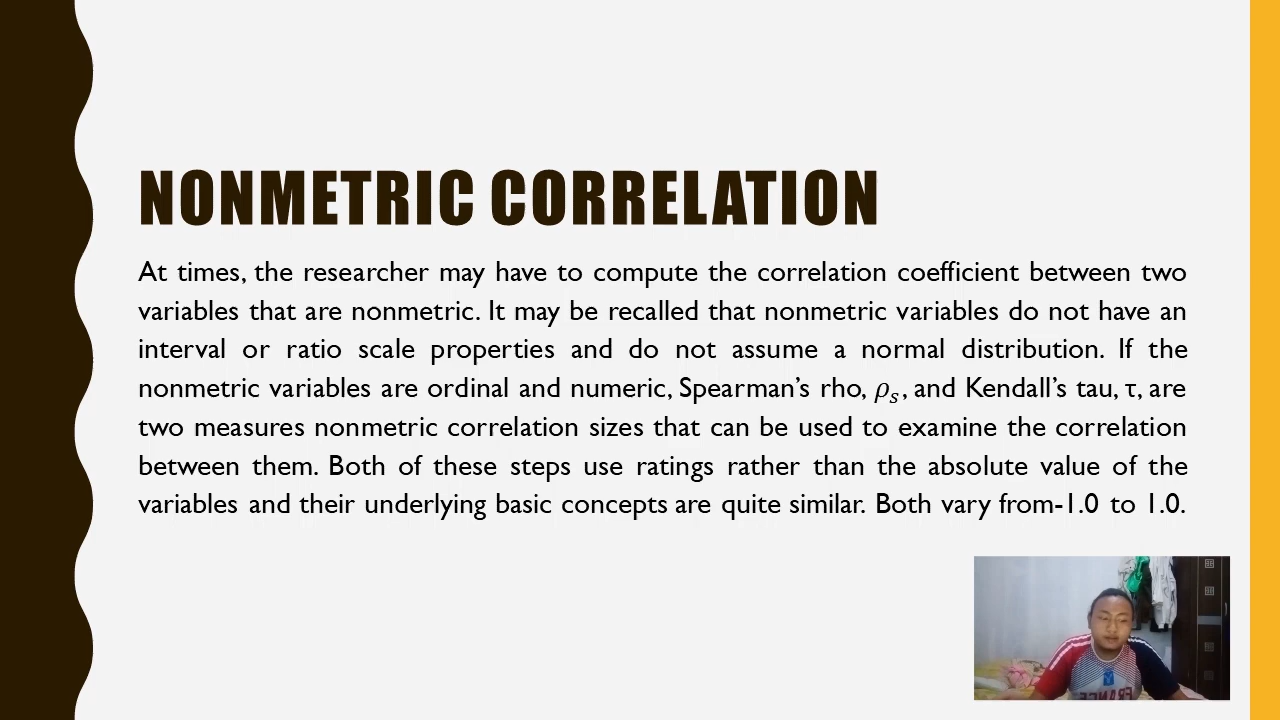 NONMETRIC CORRELATION
At times, the researcher may have to compute the correlation coefficient between two
variables that are nonmetric. It may be recalled that nonmetric variables do not have an
interval or ratio scale properties and do not assume a normal distribution. If the
nonmetric variables are ordinal and numeric, Spearman’s rho, ρₛ, and Kendall’s tau, τ, are
two measures nonmetric correlation sizes that can be used to examine the correlation
between them. Both of these steps use ratings rather than the absolute value of the
variables and their underlying basic concepts are quite similar. Both vary from-1.0 to 1.0.
FRANCE